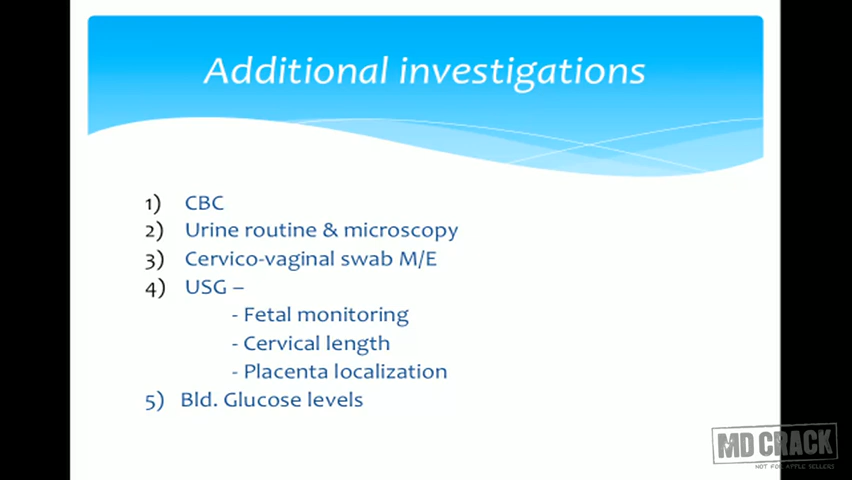 Additional investigations
1) CBC
2) Urine routine & microscopy
3) Cervico-vaginal swab M/E
4) USG –
- Fetal monitoring
- Cervical length
- Placenta localization
5) Bld. Glucose levels
MD CRACK
NOT FOR APPLE SELLERS